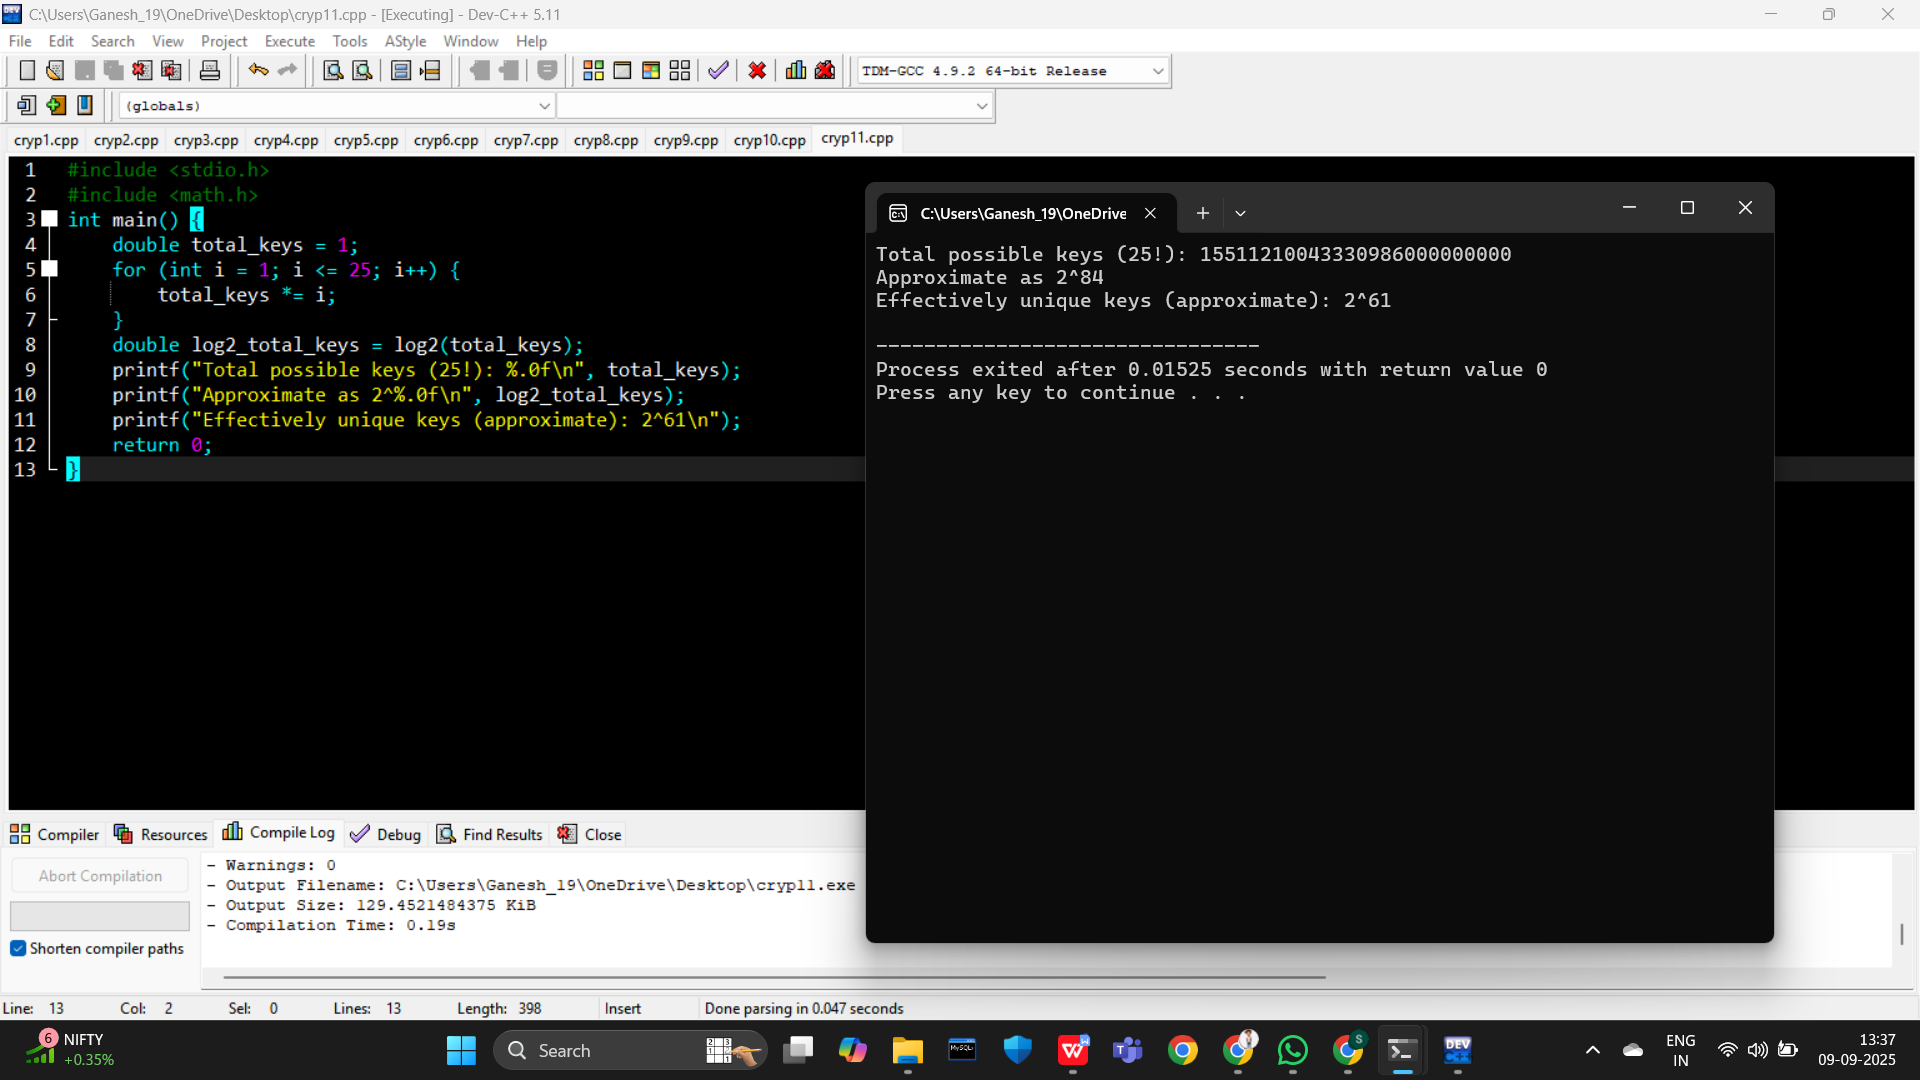 C:\Users\Ganesh_19\OneDrive\Desktop\cryp11.cpp - [Executing] - Dev-C++ 5.11
File Edit Search View Project Execute Tools AStyle Window Help
TDM-GCC 4.9.2 64-bit Release
(globals)
cryp1.cpp cryp2.cpp cryp3.cpp cryp4.cpp cryp5.cpp cryp6.cpp cryp7.cpp cryp8.cpp cryp9.cpp cryp10.cpp cryp11.cpp
1 #include <stdio.h>
2 #include <math.h>
3 int main() {
4 double total_keys = 1;
5 for (int i = 1; i <= 25; i++) {
6 total_keys *= i;
7 }
8 double log2_total_keys = log2(total_keys);
9 printf("Total possible keys (25!): %.0f\n", total_keys);
10 printf("Approximate as 2^%.0f\n", log2_total_keys);
11 printf("Effectively unique keys (approximate): 2^61\n");
12 return 0;
13 }
C:\Users\Ganesh_19\OneDrive
Total possible keys (25!): 15511210043330986000000000
Approximate as 2^84
Effectively unique keys (approximate): 2^61
--------------------------------
Process exited after 0.01525 seconds with return value 0
Press any key to continue . . .
Compiler Resources Compile Log Debug Find Results Close
Abort Compilation
Shorten compiler paths
- Warnings: 0
- Output Filename: C:\Users\Ganesh_19\OneDrive\Desktop\cryp11.exe
- Output Size: 129.4521484375 KiB
- Compilation Time: 0.19s
Line: 13 Col: 2 Sel: 0 Lines: 13 Length: 398 Insert Done parsing in 0.047 seconds
6 NIFTY
+0.35%
Search
MySQL
DEV C++
ENG
IN
13:37
09-09-2025